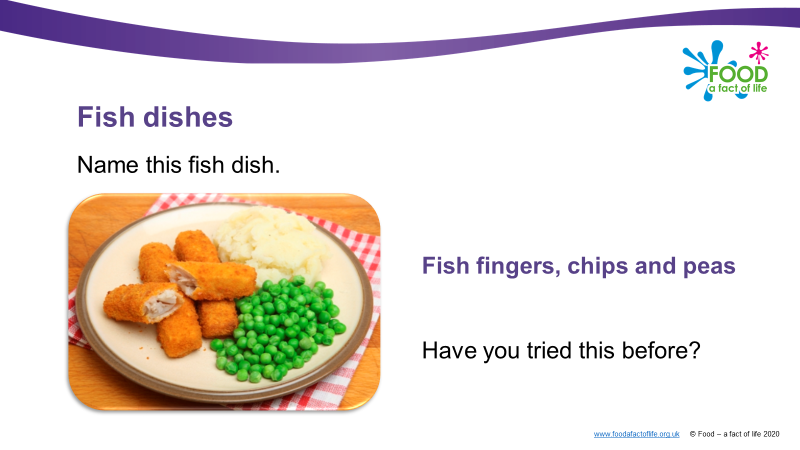 FOOD
a fact of life
Fish dishes
Name this fish dish.
Fish fingers, chips and peas
Have you tried this before?
www.foodafactoflife.org.uk © Food – a fact of life 2020